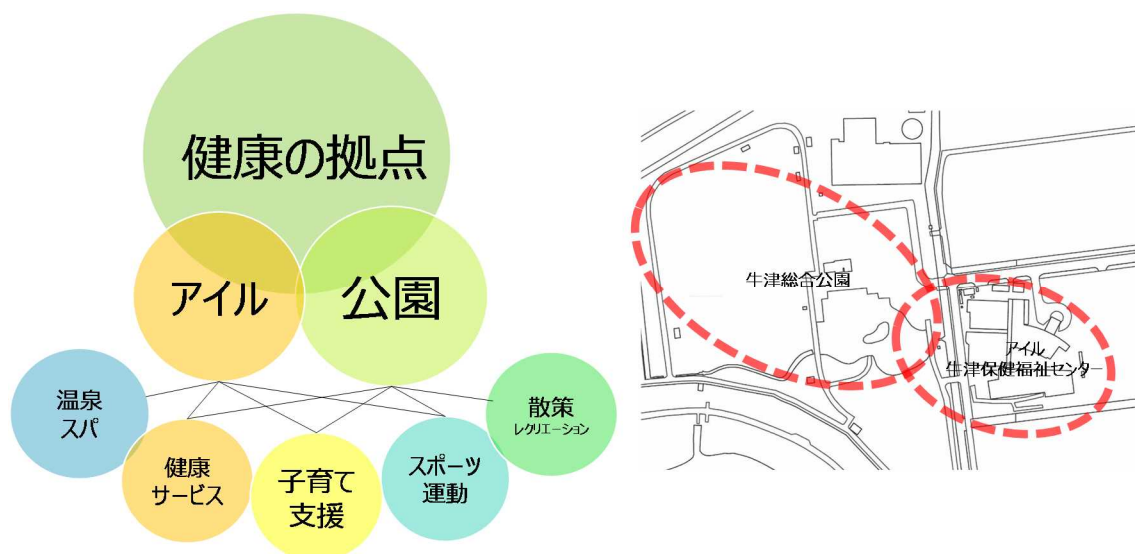 健康の拠点
アイル
公園
温泉
スパ
健康
サービス
子育て
支援
スポーツ
運動
散策
レクリエーション
牛津総合公園
アイル
牛津保健福祉センター